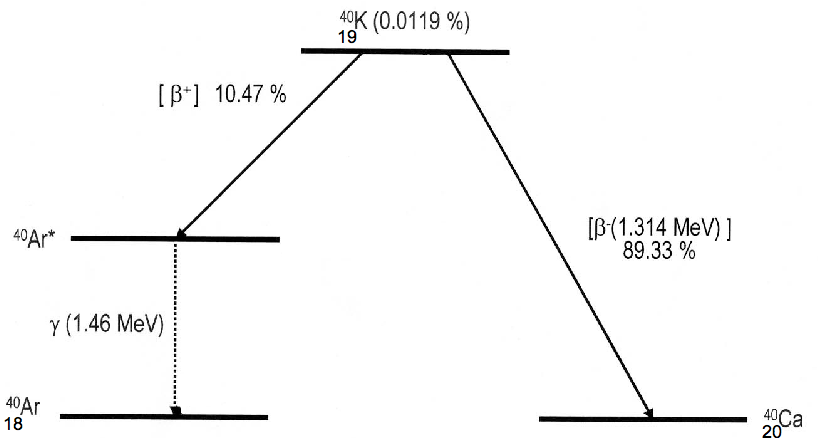 ⁴⁰K (0.0119 %)
19
[ β⁺] 10.47 %
⁴⁰Ar*
[β⁻(1.314 MeV) ]
89.33 %
γ (1.46 MeV)
⁴⁰Ar
18
⁴⁰Ca
20